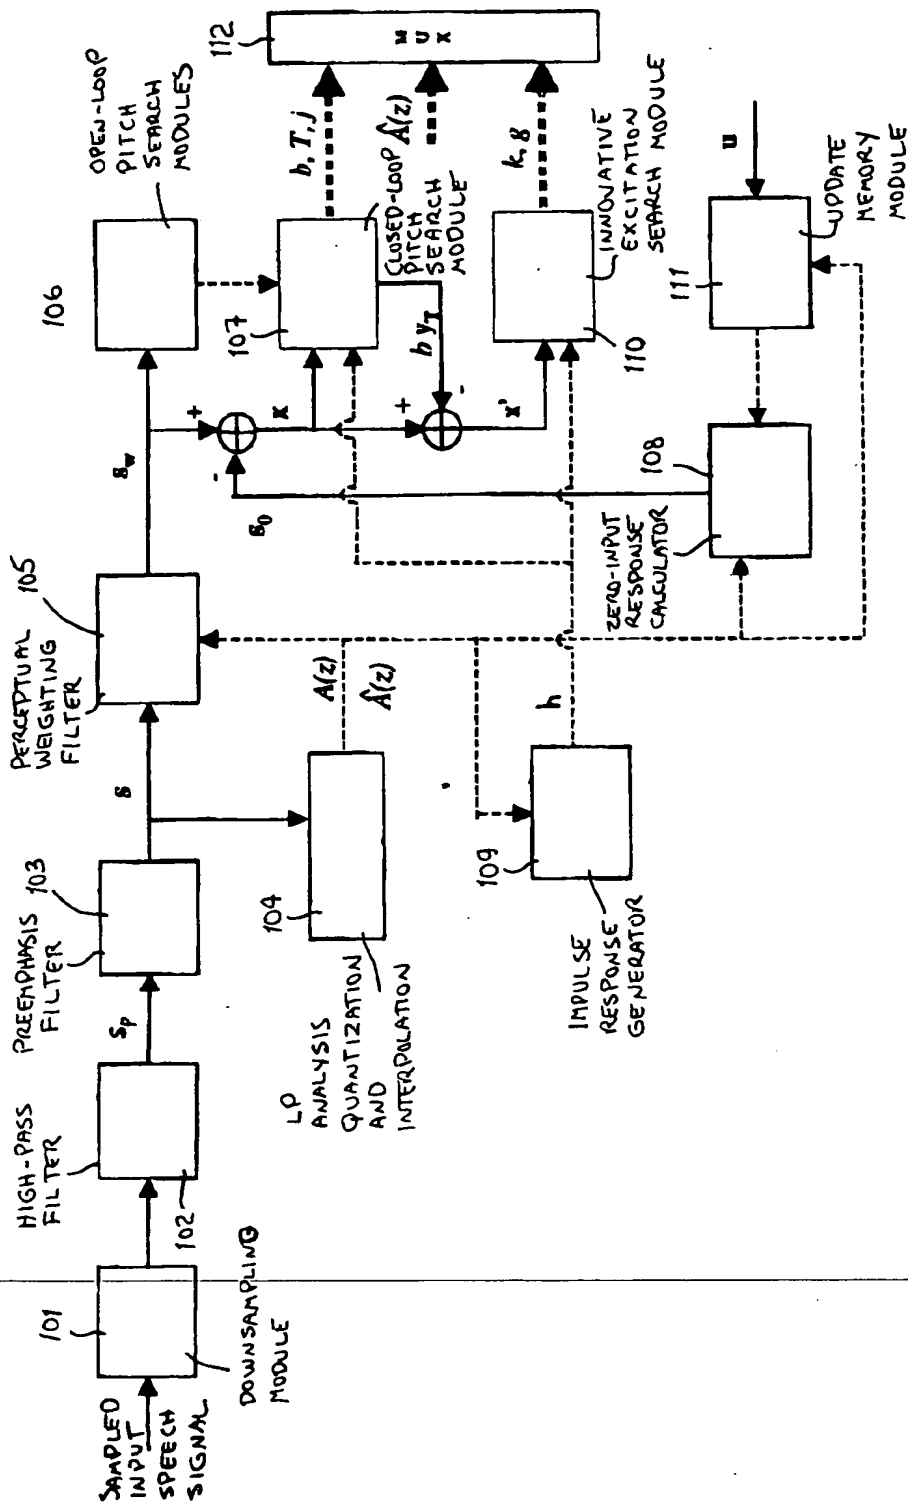 SAMPLED
INPUT
SPEECH
SIGNAL
101
DOWNSAMPLING
MODULE
HIGH-PASS
FILTER
102
Sp
PREEMPHASIS
FILTER
103
s
LP
ANALYSIS
QUANTIZATION
AND
INTERPOLATION
104
PERCEPTUAL
WEIGHTING
FILTER
105
A(z)
Â(z)
IMPULSE
RESPONSE
GENERATOR
109
h
sw
+
-
s0
x
OPEN-LOOP
PITCH
SEARCH
MODULES
106
107
CLOSED-LOOP
PITCH
SEARCH
MODULE
b, T, j
Â(z)
b yT
+
-
x'
110
INNOVATIVE
EXCITATION
SEARCH MODULE
k, g
112
M
U
X
ZERO-INPUT
RESPONSE
CALCULATOR
108
111
UPDATE
MEMORY
MODULE
u